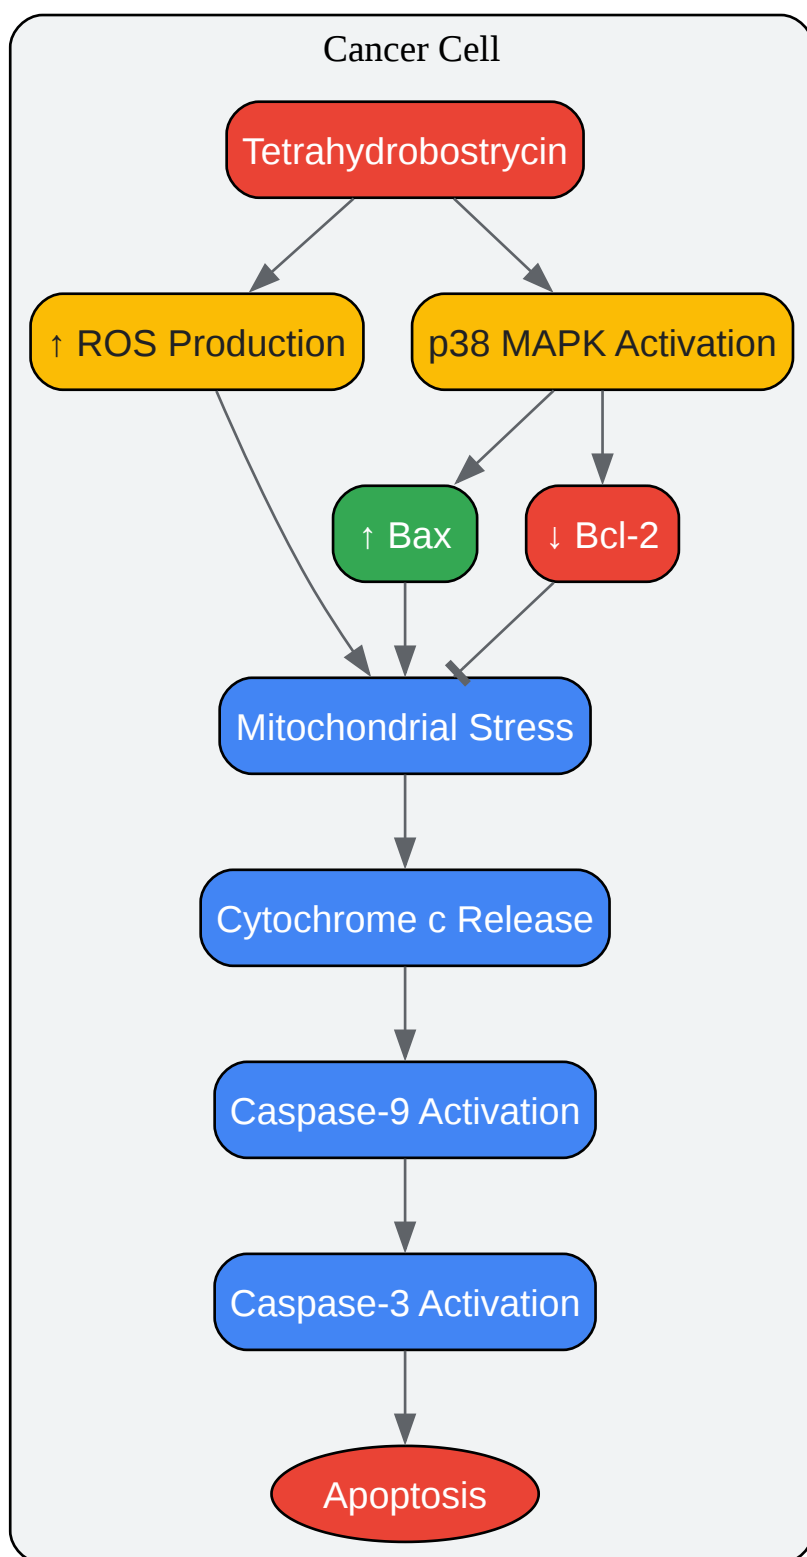 Cancer Cell
Tetrahydrobostrycin
↑ ROS Production
p38 MAPK Activation
↑ Bax
↓ Bcl-2
Mitochondrial Stress
Cytochrome c Release
Caspase-9 Activation
Caspase-3 Activation
Apoptosis